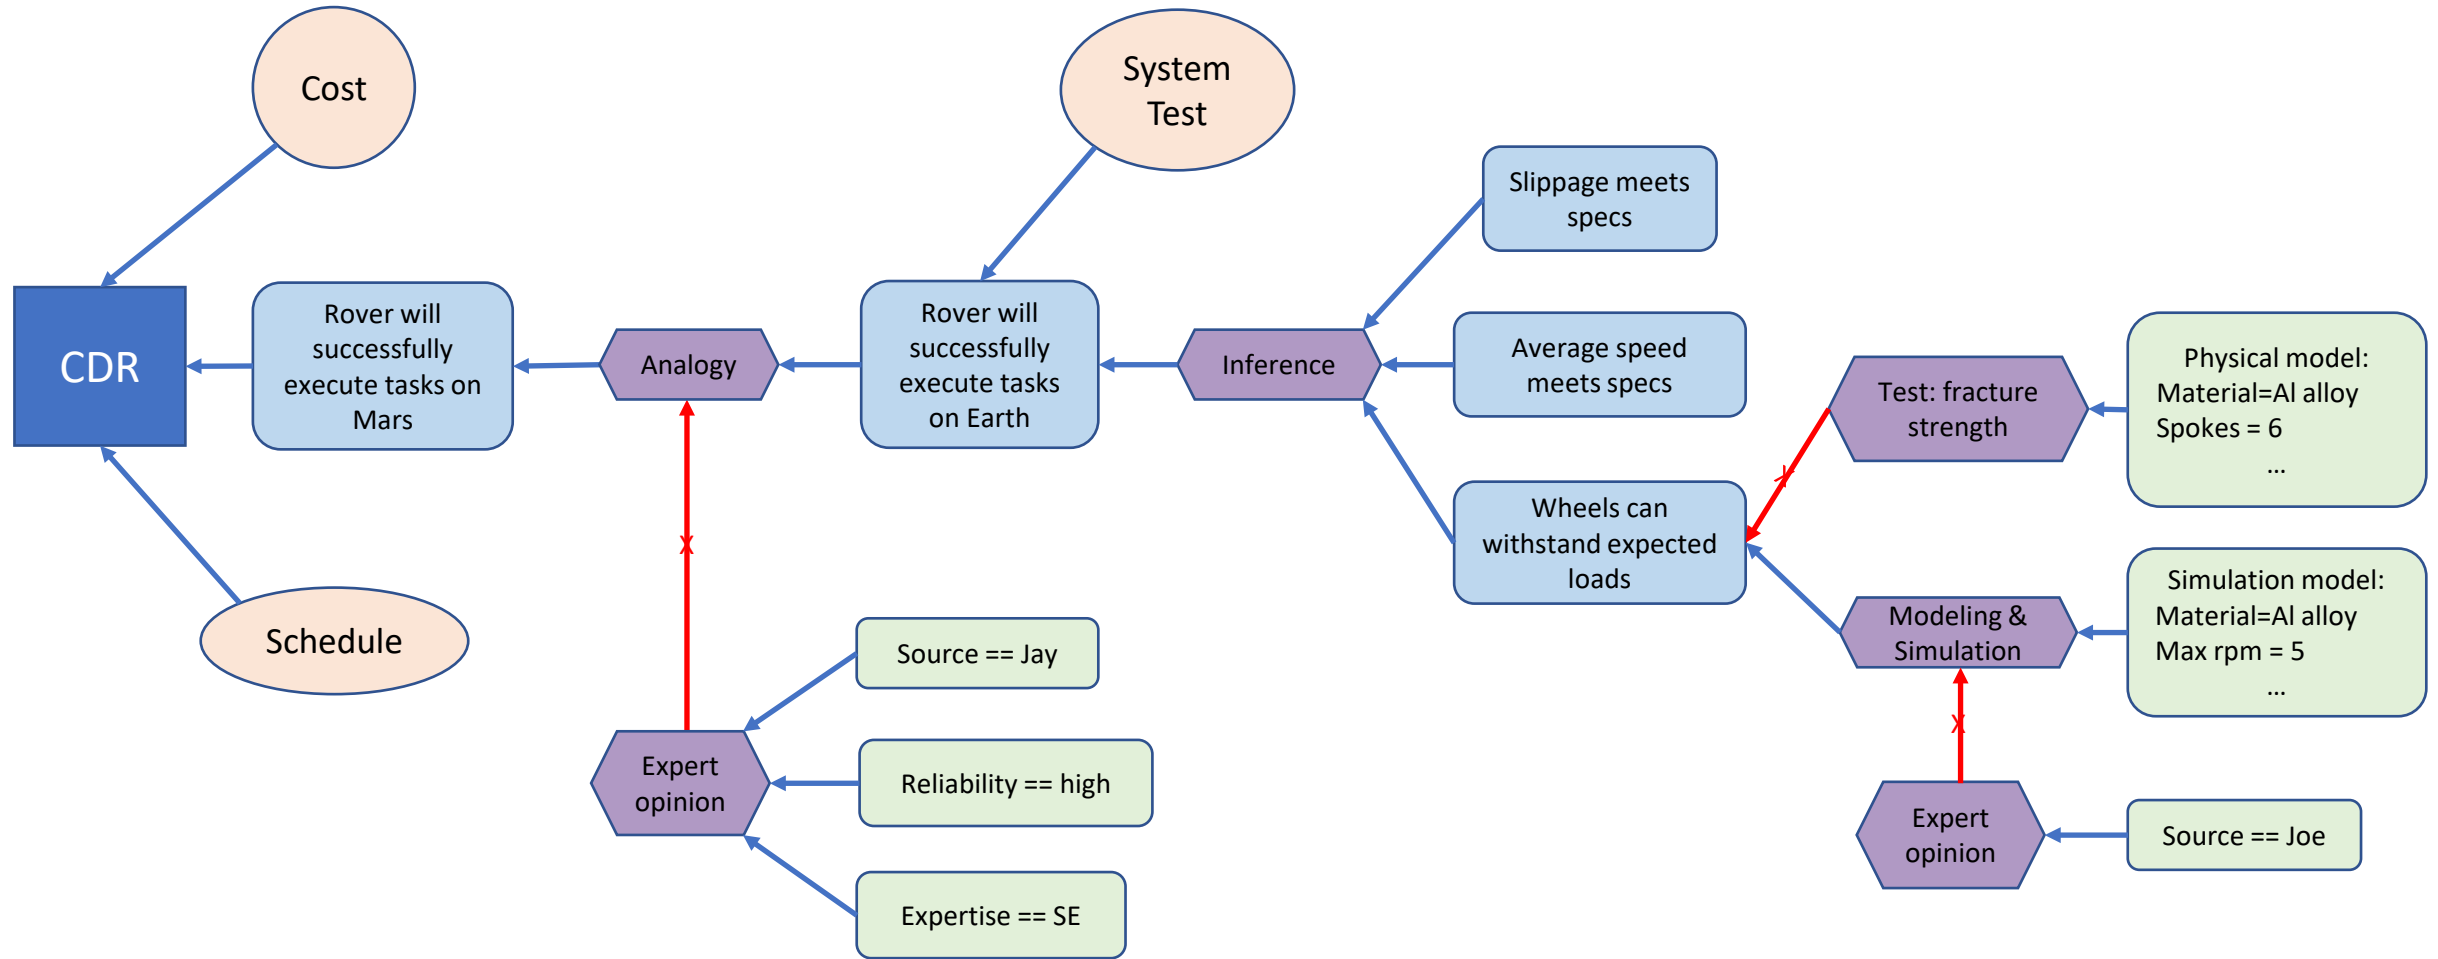 Cost
System
Test
Slippage meets
specs
CDR
Rover will
successfully
execute tasks on
Mars
Analogy
Rover will
successfully
execute tasks
on Earth
Inference
Average speed
meets specs
Test: fracture
strength
Physical model:
Material=Al alloy
Spokes = 6
...
Wheels can
withstand expected
loads
X
X
Schedule
Source == Jay
Modeling &
Simulation
Simulation model:
Material=Al alloy
Max rpm = 5
...
X
Expert
opinion
Reliability == high
Expertise == SE
Expert
opinion
Source == Joe